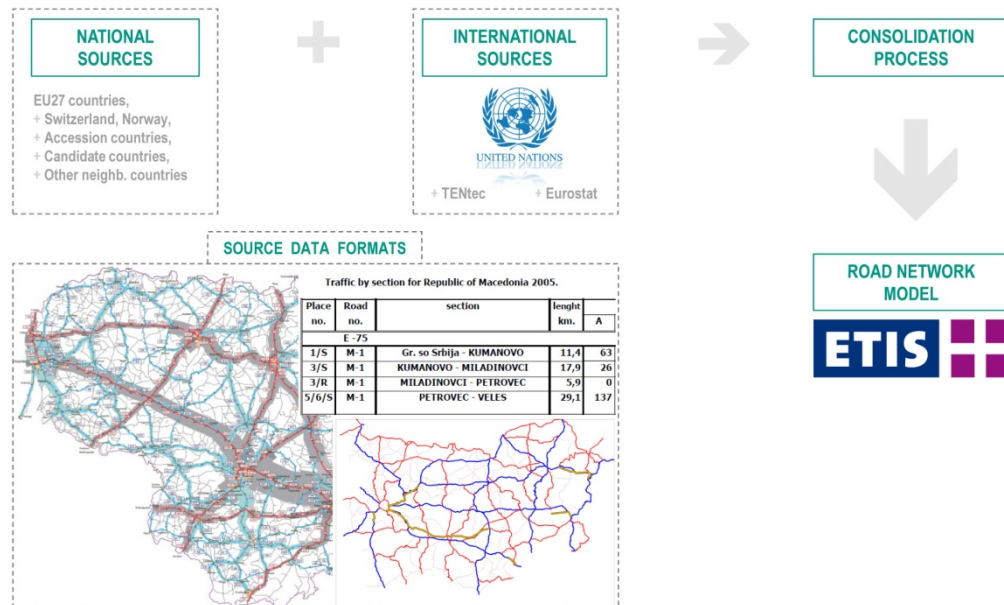 NATIONAL
SOURCES
EU27 countries,
+ Switzerland, Norway,
+ Accession countries,
+ Candidate countries,
+ Other neighb. countries
INTERNATIONAL
SOURCES
UNITED NATIONS
+ TENtec + Eurostat
CONSOLIDATION
PROCESS
SOURCE DATA FORMATS
Traffic by section for Republic of Macedonia 2005.
Place no. Road no. section lenght km. A
E -75
1/S M-1 Gr. so Srbija - KUMANOVO 11,4 63
3/S M-1 KUMANOVO - MILADINOVCI 17,9 26
3/R M-1 MILADINOVCI - PETROVEC 5,9 0
5/6/S M-1 PETROVEC - VELES 29,1 137
ROAD NETWORK
MODEL
ETIS